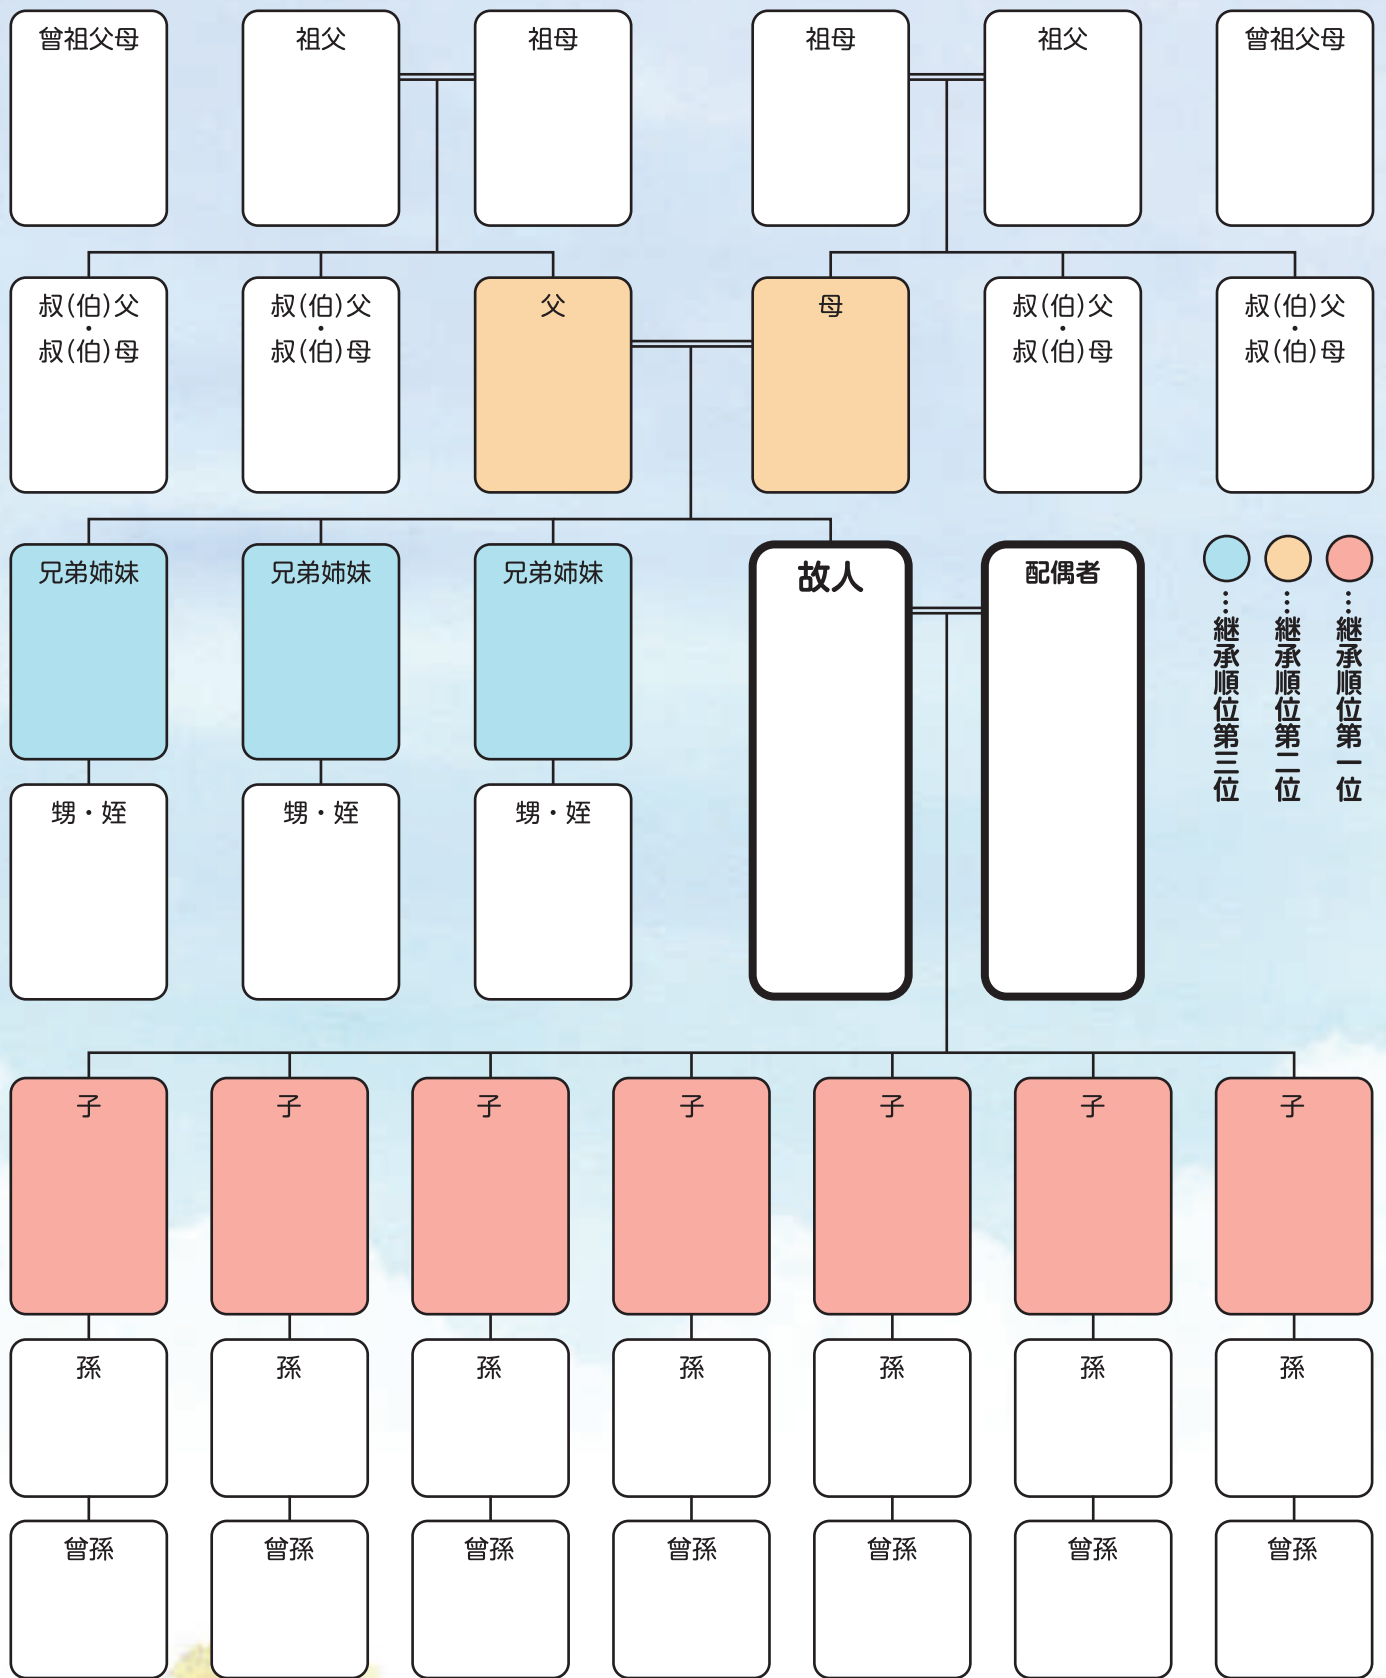 曾祖父母
祖父
祖母
祖母
祖父
曾祖父母
叔(伯)父
・
叔(伯)母
叔(伯)父
・
叔(伯)母
父
母
叔(伯)父
・
叔(伯)母
叔(伯)父
・
叔(伯)母
兄弟姉妹
兄弟姉妹
兄弟姉妹
故人
配偶者
…継承順位第一位
…継承順位第二位
…継承順位第三位
甥・姪
甥・姪
甥・姪
子
子
子
子
子
子
子
孫
孫
孫
孫
孫
孫
孫
曾孫
曾孫
曾孫
曾孫
曾孫
曾孫
曾孫